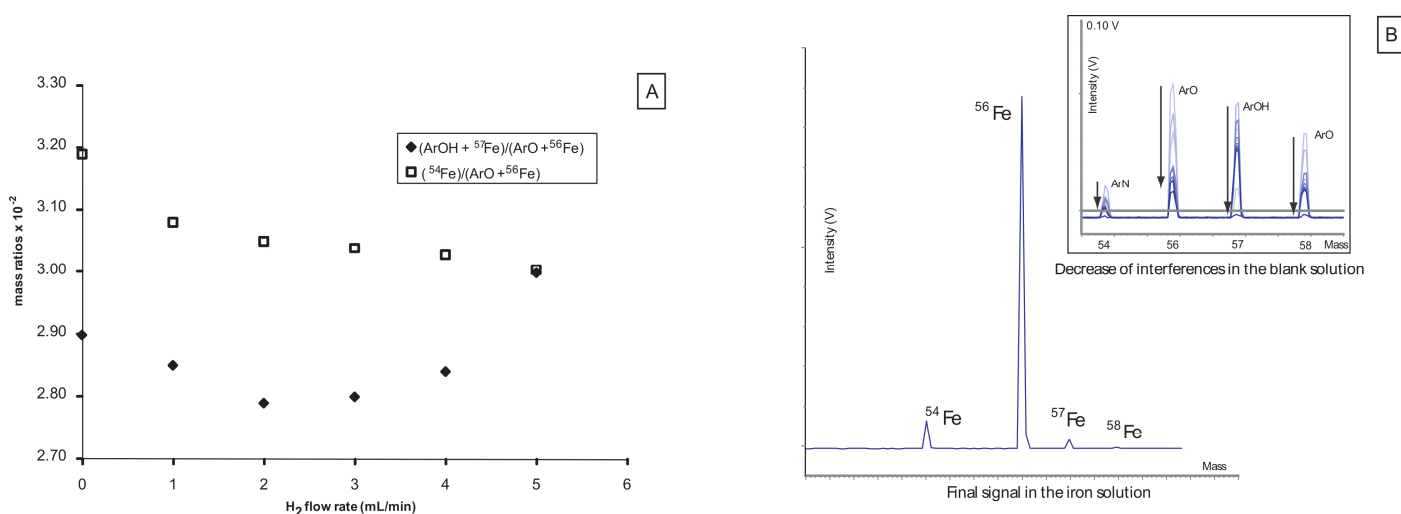 A
3.30
3.20
3.10
3.00
2.90
2.80
2.70
mass ratios x 10⁻²
(ArOH + ⁵⁷Fe)/(ArO + ⁵⁶Fe)
(⁵⁴Fe)/(ArO + ⁵⁶Fe)
0 1 2 3 4 5 6
H₂ flow rate (mL/min)
B
0.10 V
Intensity (V)
ArN
ArO
ArOH
ArO
54 56 57 58 Mass
Decrease of interferences in the blank solution
Intensity (V)
⁵⁴Fe
⁵⁶Fe
⁵⁷Fe
⁵⁸Fe
Mass
Final signal in the iron solution